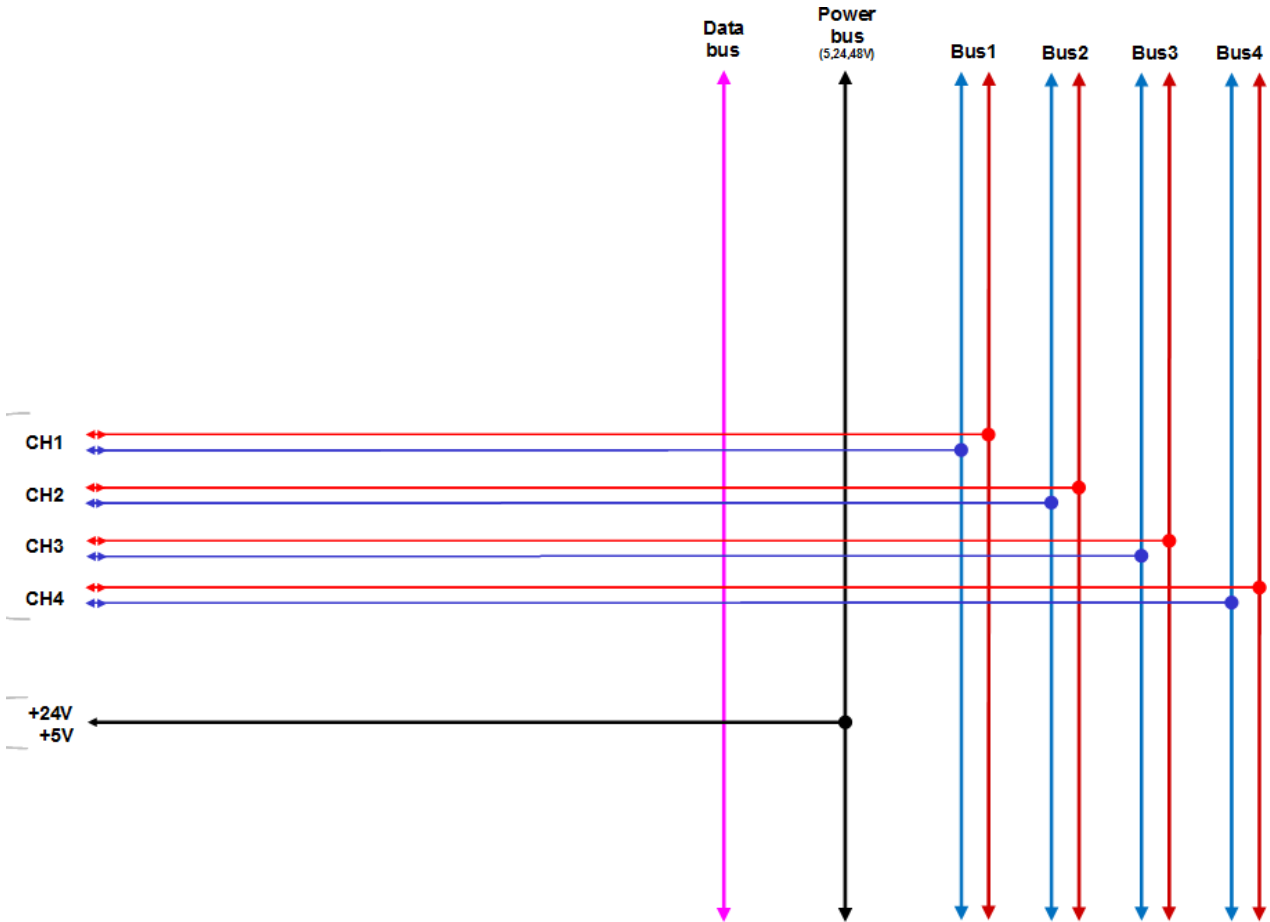 Data
bus
Power
bus
(5,24,48V)
Bus1
Bus2
Bus3
Bus4
CH1
CH2
CH3
CH4
+24V
+5V